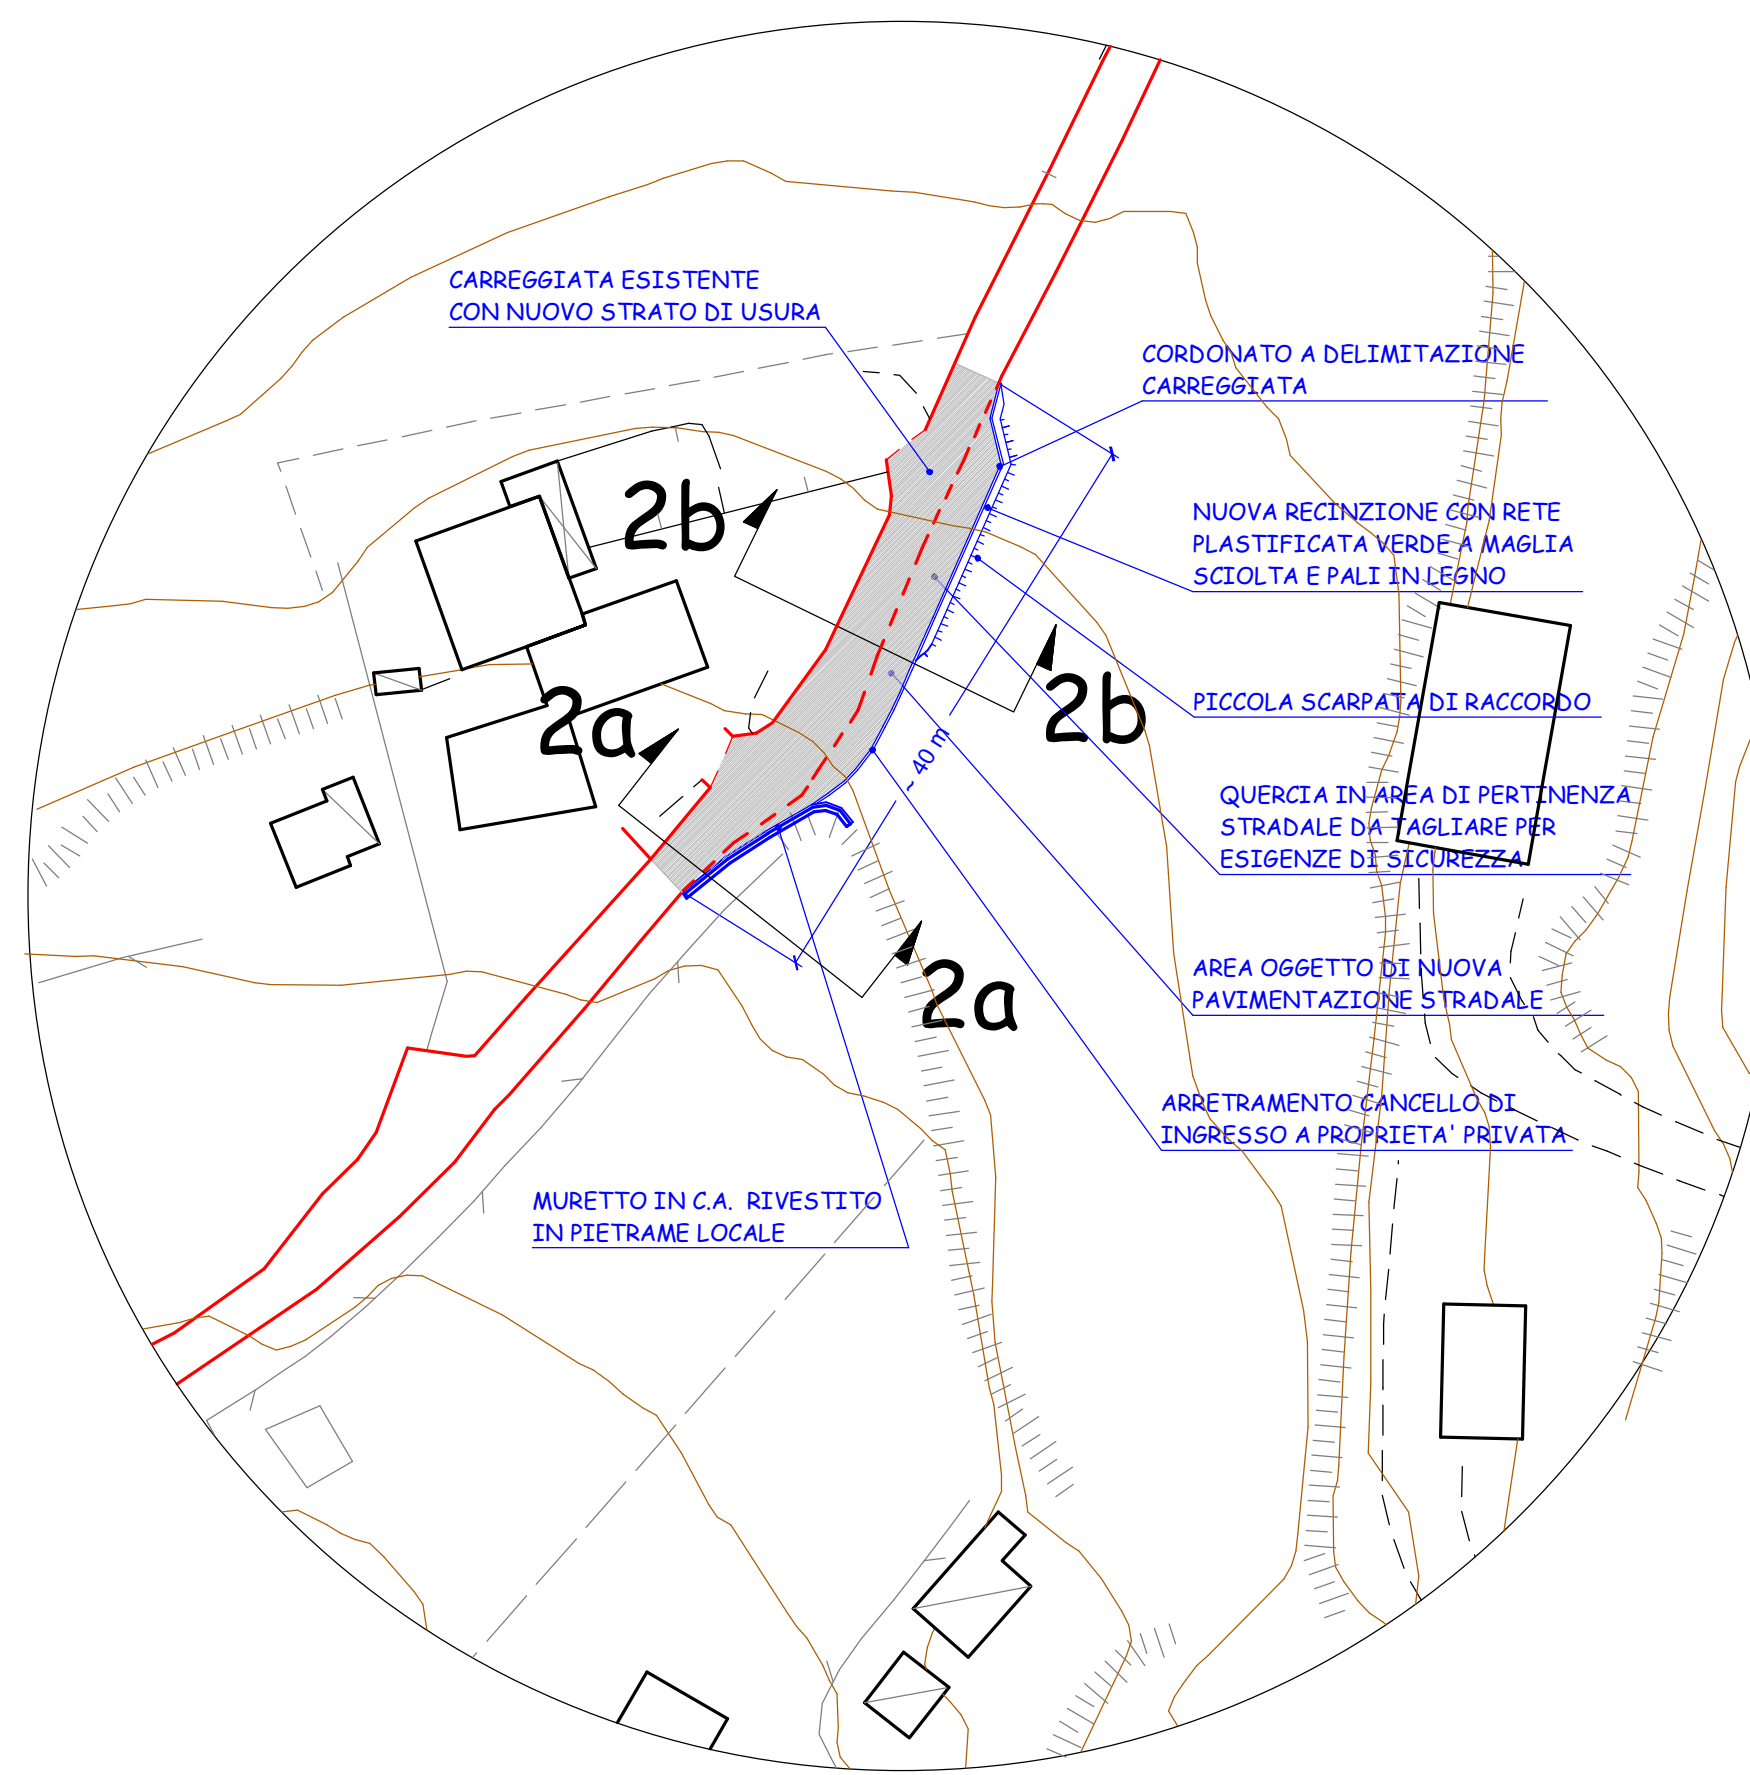 CARREGGIATA ESISTENTE
CON NUOVO STRATO DI USURA
CORDONATO A DELIMITAZIONE
CARREGGIATA
2b
NUOVA RECINZIONE CON RETE
PLASTIFICATA VERDE A MAGLIA
SCIOLTA E PALI IN LEGNO
2a
2b
PICCOLA SCARPATA DI RACCORDO
~ 40 m
QUERCIA IN AREA DI PERTINENZA
STRADALE DA TAGLIARE PER
ESIGENZE DI SICUREZZA
2a
AREA OGGETTO DI NUOVA
PAVIMENTAZIONE STRADALE
ARRETRAMENTO CANCELLO DI
INGRESSO A PROPRIETA' PRIVATA
MURETTO IN C.A. RIVESTITO
IN PIETRAME LOCALE